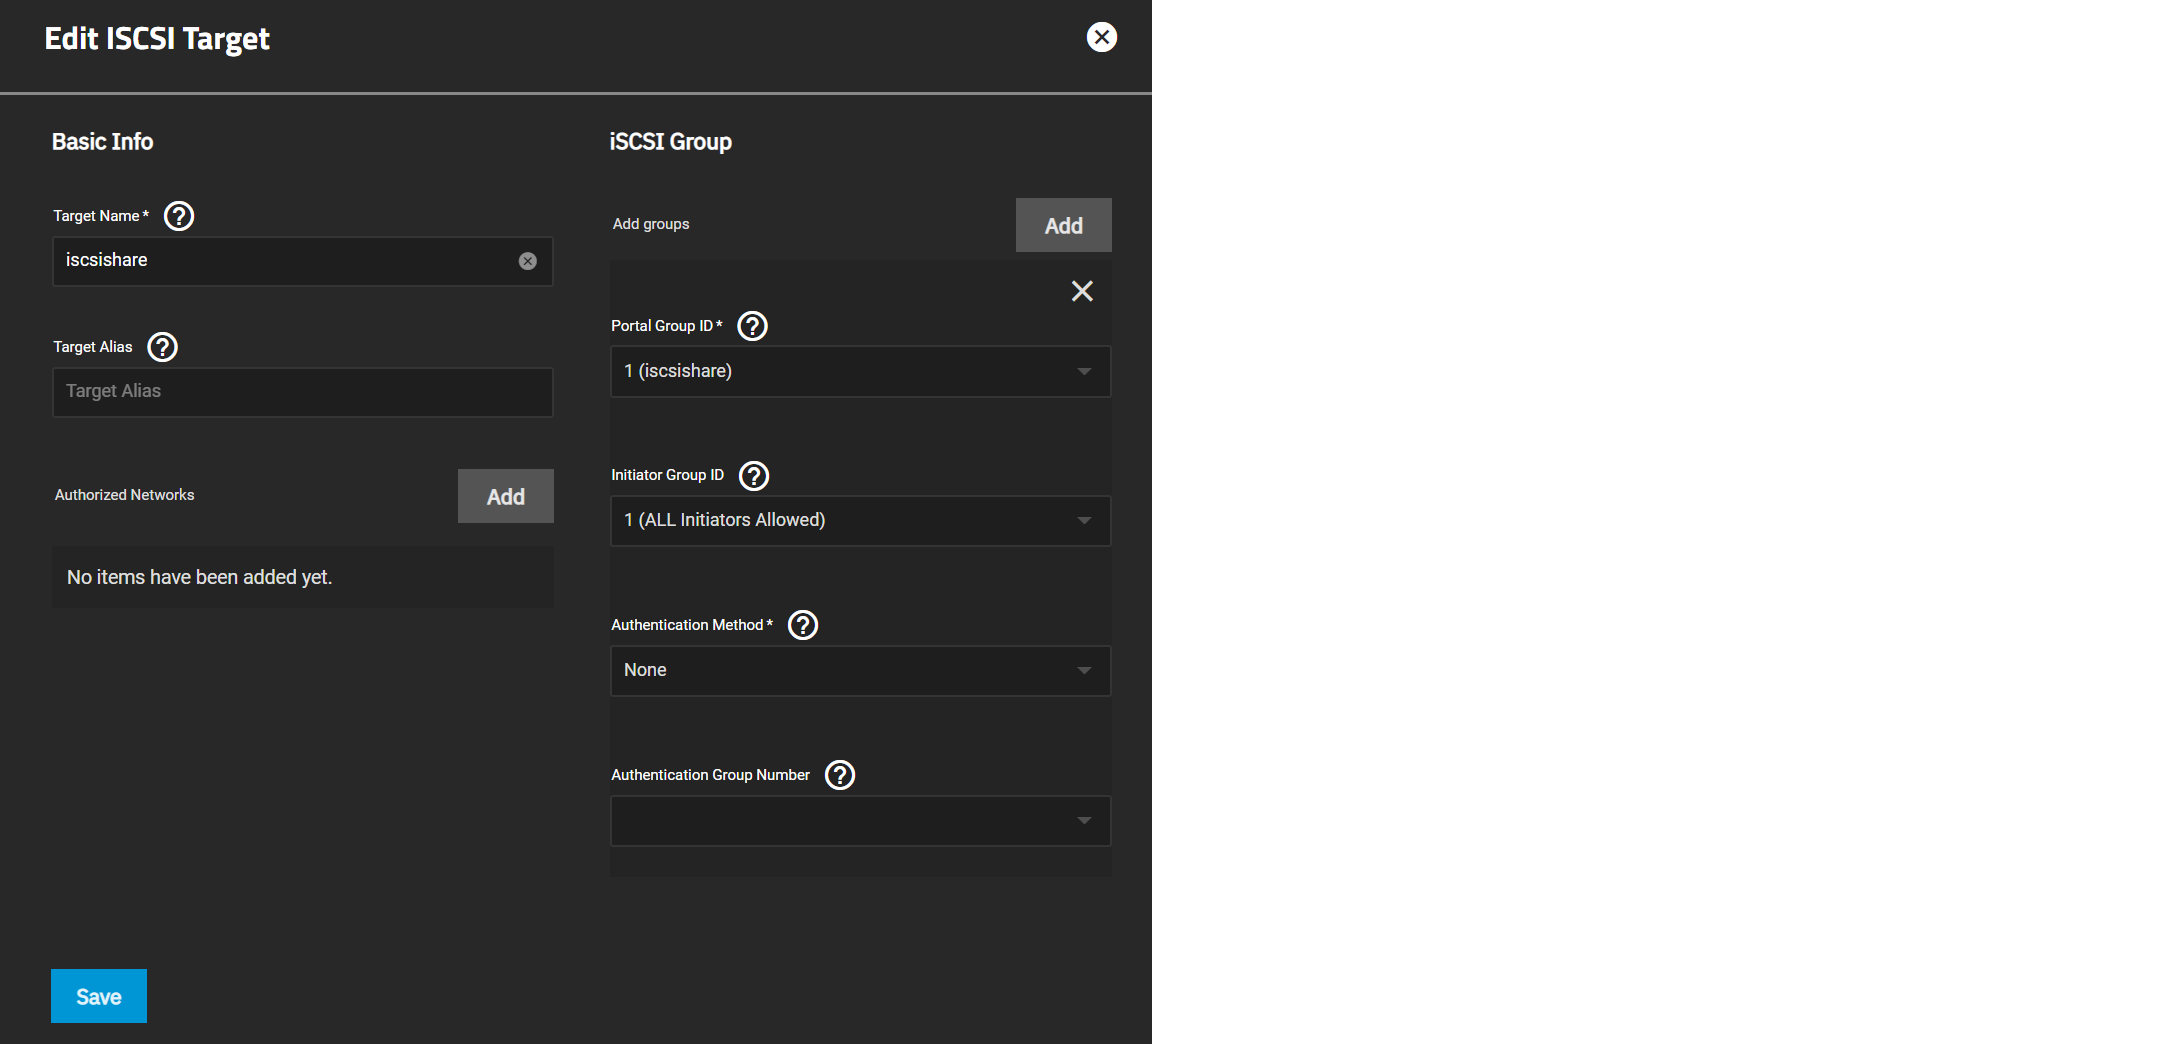 Edit ISCSI Target
Basic Info
Target Name *
iscsishare
Target Alias
Target Alias
Authorized Networks
Add
No items have been added yet.
iSCSI Group
Add groups
Add
Portal Group ID *
1 (iscsishare)
Initiator Group ID
1 (ALL Initiators Allowed)
Authentication Method *
None
Authentication Group Number
Save